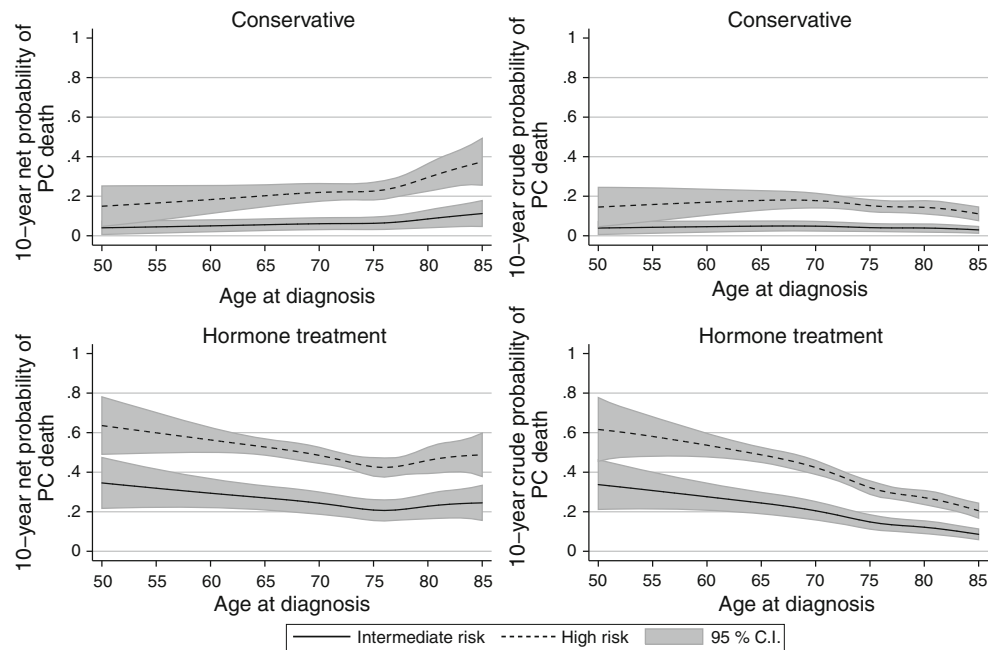 Conservative
10−year net probability of
PC death
1
.8
.6
.4
.2
0
50 55 60 65 70 75 80 85
Age at diagnosis
Conservative
10−year crude probability of
PC death
1
.8
.6
.4
.2
0
50 55 60 65 70 75 80 85
Age at diagnosis
Hormone treatment
10−year net probability of
PC death
1
.8
.6
.4
.2
0
50 55 60 65 70 75 80 85
Age at diagnosis
Hormone treatment
10−year crude probability of
PC death
1
.8
.6
.4
.2
0
50 55 60 65 70 75 80 85
Age at diagnosis
Intermediate risk High risk 95 % C.I.